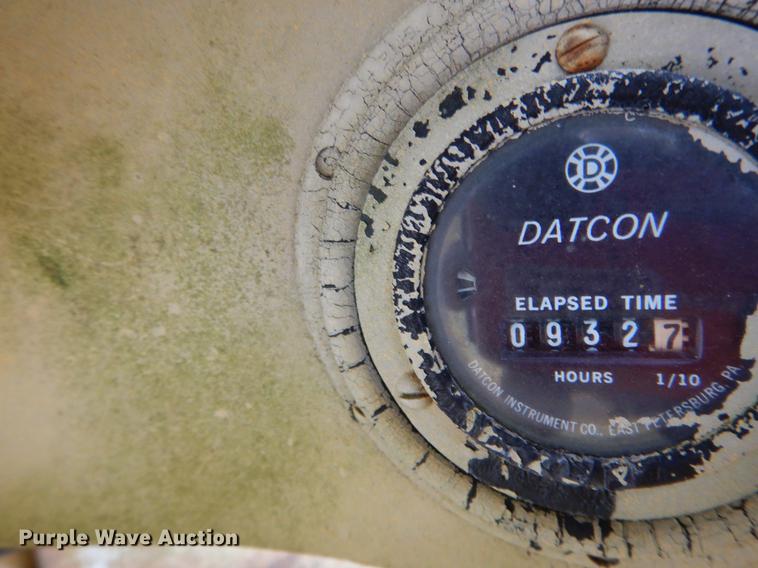 D
DATCON
ELAPSED TIME
09327
HOURS 1/10
DATCON INSTRUMENT CO., EAST PETERSBURG, PA
Purple Wave Auction